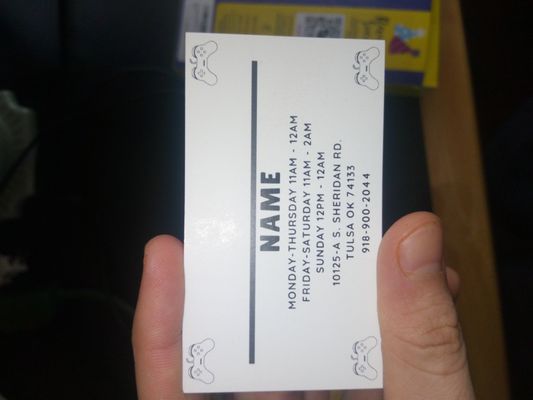 NAME
MONDAY-THURSDAY 11AM - 12AM
FRIDAY-SATURDAY 11AM - 2AM
SUNDAY 12PM - 12AM
10125-A S. SHERIDAN RD.
TULSA OK 74133
918-900-2044